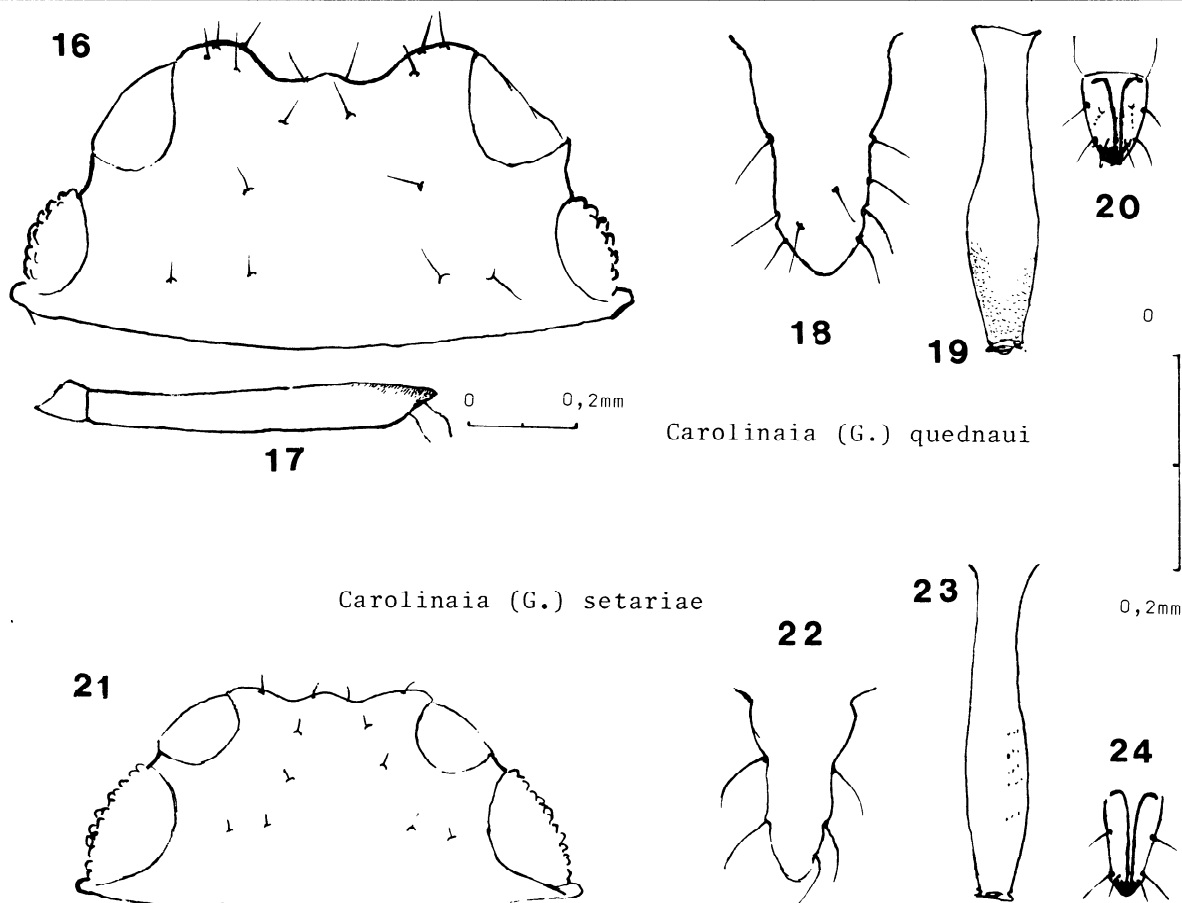 16
18
19
20
0
17
0 0,2mm
Carolinaia (G.) quednaui
Carolinaia (G.) setariae
23
0,2mm
22
21
24